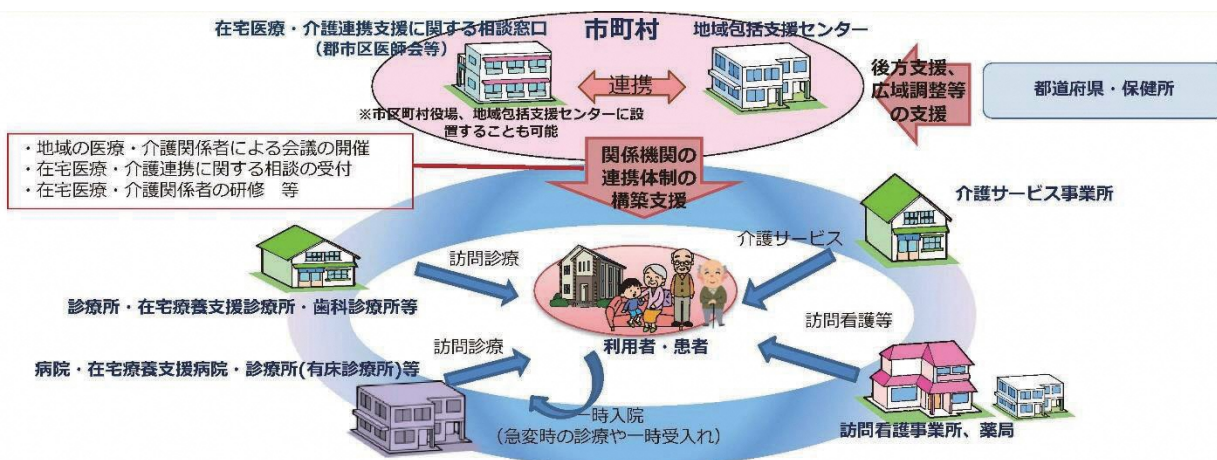 在宅医療・介護連携支援に関する相談窓口
(郡市区医師会等)
市町村
地域包括支援センター
連携
※市区町村役場、地域包括支援センターに設
置することも可能
後方支援、
広域調整等
の支援
都道府県・保健所
・地域の医療・介護関係者による会議の開催
・在宅医療・介護連携に関する相談の受付
・在宅医療・介護関係者の研修　等
関係機関の
連携体制の
構築支援
介護サービス事業所
介護サービス
訪問診療
診療所・在宅療養支援診療所・歯科診療所等
訪問看護等
利用者・患者
訪問診療
病院・在宅療養支援病院・診療所(有床診療所)等
一時入院
(急変時の診療や一時受入れ)
訪問看護事業所、薬局